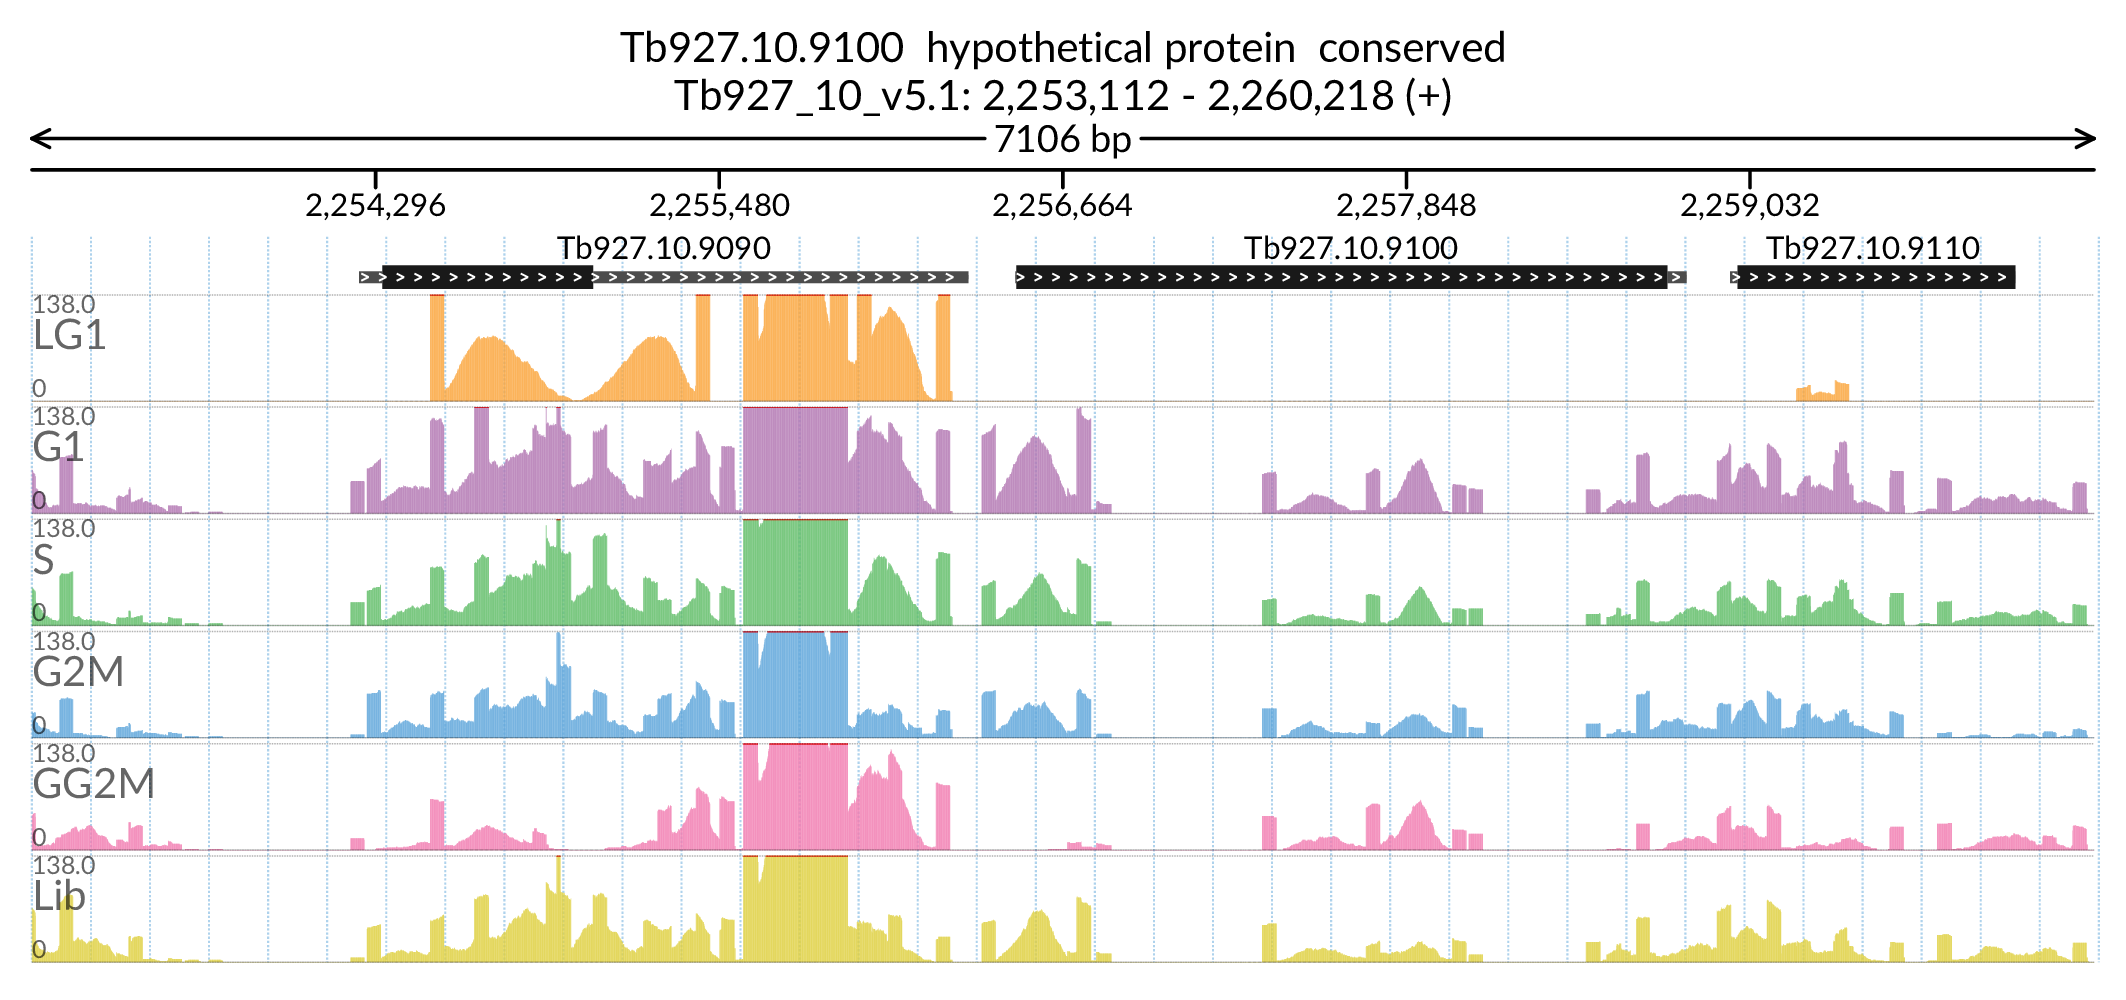 Tb927.10.9100  hypothetical protein  conserved
Tb927_10_v5.1: 2,253,112 - 2,260,218 (+)
7106 bp
2,254,296 2,255,480 2,256,664 2,257,848 2,259,032
Tb927.10.9090 Tb927.10.9100 Tb927.10.9110
138.0
LG1
0
138.0
G1
0
138.0
S
0
138.0
G2M
0
138.0
GG2M
0
138.0
Lib
0